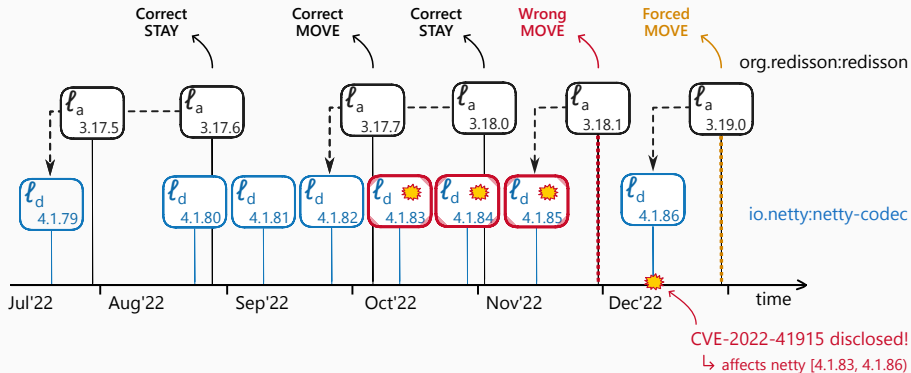 Correct
STAY
Correct
MOVE
Correct
STAY
Wrong
MOVE
Forced
MOVE
org.redisson:redisson
ℓa
3.17.5
ℓa
3.17.6
ℓa
3.17.7
ℓa
3.18.0
ℓa
3.18.1
ℓa
3.19.0
ℓd
4.1.79
ℓd
4.1.80
ℓd
4.1.81
ℓd
4.1.82
ℓd
4.1.83
ℓd
4.1.84
ℓd
4.1.85
ℓd
4.1.86
io.netty:netty-codec
Jul'22
Aug'22
Sep'22
Oct'22
Nov'22
Dec'22
time
CVE-2022-41915 disclosed!
↳ affects netty [4.1.83, 4.1.86)